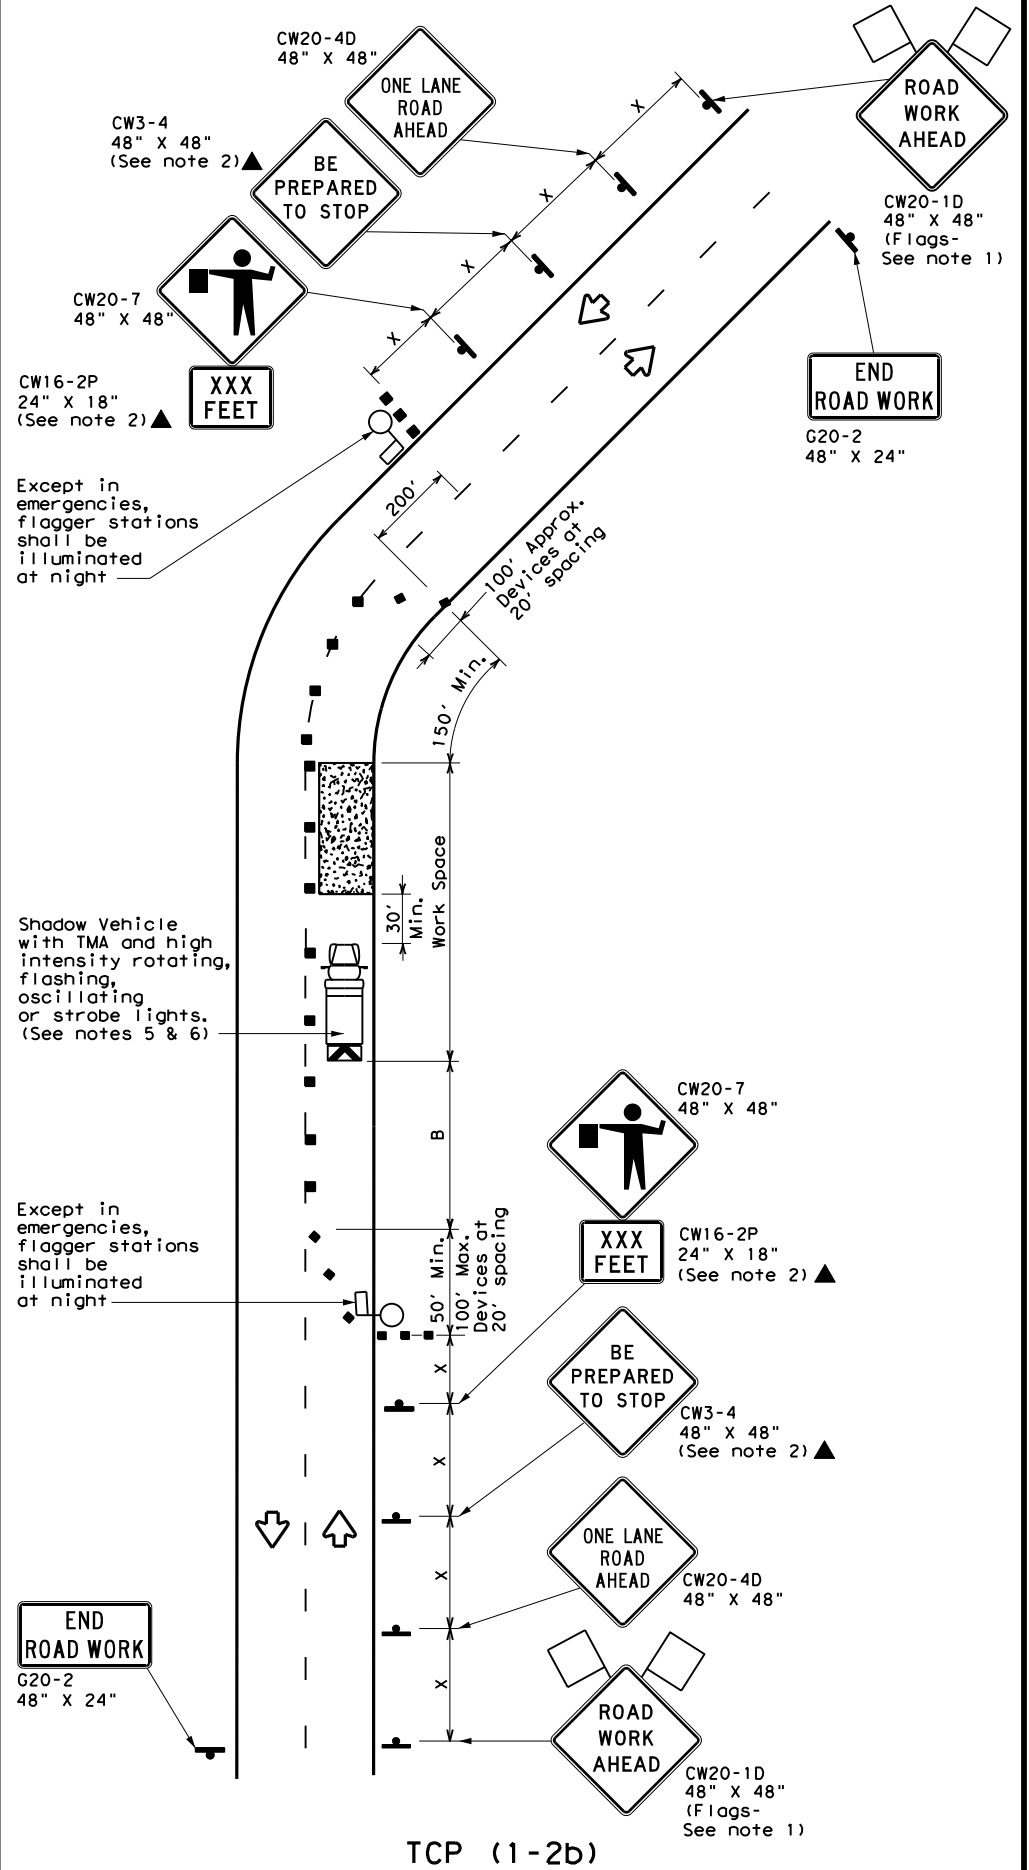 CW20-4D
48" X 48"
ONE LANE
ROAD
AHEAD
ROAD
WORK
AHEAD
CW20-1D
48" X 48"
(Flags-
See note 1)
CW3-4
48" X 48"
(See note 2)
BE
PREPARED
TO STOP
X
X
X
X
CW20-7
48" X 48"
CW16-2P
24" X 18"
(See note 2)
XXX
FEET
END
ROAD WORK
G20-2
48" X 24"
Except in
emergencies,
flagger stations
shall be
illuminated
at night
200'
100' Approx.
Devices at
20' spacing
150' Min.
Work Space
30'
Min.
Shadow Vehicle
with TMA and high
intensity rotating,
flashing,
oscillating
or strobe lights.
(See notes 5 & 6)
B
CW20-7
48" X 48"
XXX
FEET
CW16-2P
24" X 18"
(See note 2)
Except in
emergencies,
flagger stations
shall be
illuminated
at night
50' Min.
100' Max.
Devices at
20' spacing
X
BE
PREPARED
TO STOP
CW3-4
48" X 48"
(See note 2)
X
ONE LANE
ROAD
AHEAD
CW20-4D
48" X 48"
X
END
ROAD WORK
G20-2
48" X 24"
X
ROAD
WORK
AHEAD
CW20-1D
48" X 48"
(Flags-
See note 1)
TCP (1-2b)